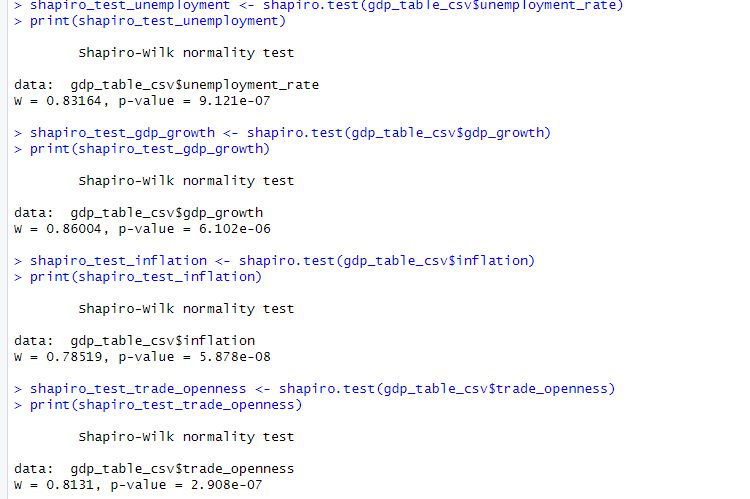 > shapiro_test_unemployment <- shapiro.test(gdp_table_csv$unemployment_rate)
> print(shapiro_test_unemployment)
Shapiro-Wilk normality test
data:  gdp_table_csv$unemployment_rate
W = 0.83164, p-value = 9.121e-07
> shapiro_test_gdp_growth <- shapiro.test(gdp_table_csv$gdp_growth)
> print(shapiro_test_gdp_growth)
Shapiro-Wilk normality test
data:  gdp_table_csv$gdp_growth
W = 0.86004, p-value = 6.102e-06
> shapiro_test_inflation <- shapiro.test(gdp_table_csv$inflation)
> print(shapiro_test_inflation)
Shapiro-Wilk normality test
data:  gdp_table_csv$inflation
W = 0.78519, p-value = 5.878e-08
> shapiro_test_trade_openness <- shapiro.test(gdp_table_csv$trade_openness)
> print(shapiro_test_trade_openness)
Shapiro-Wilk normality test
data:  gdp_table_csv$trade_openness
W = 0.8131, p-value = 2.908e-07